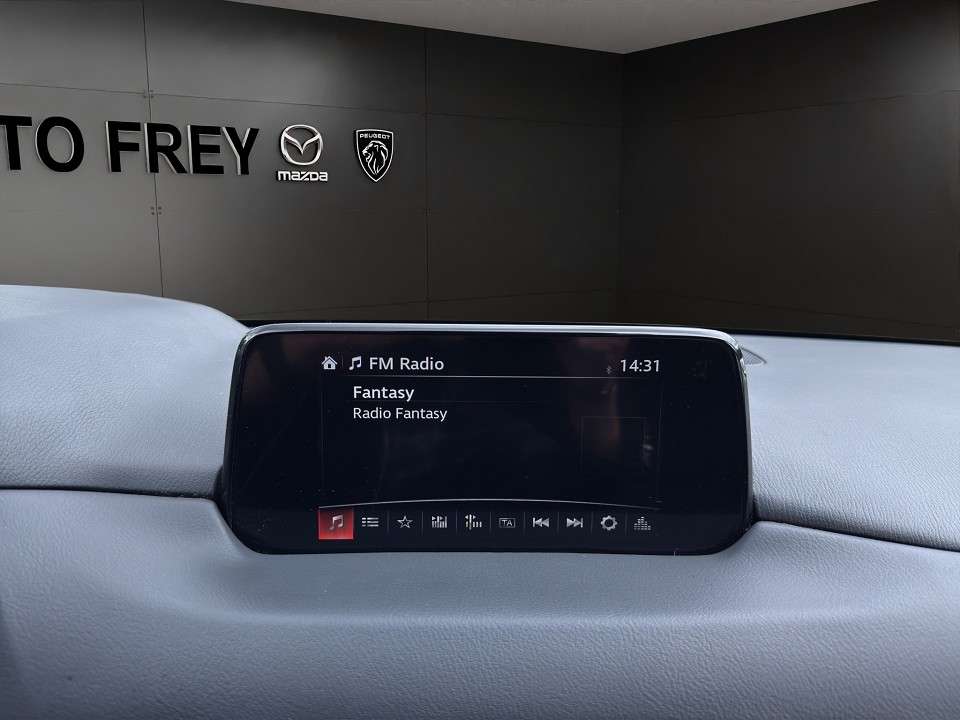 TO FREY
mazda
PEUGEOT
FM Radio
14:31
Fantasy
Radio Fantasy
TA